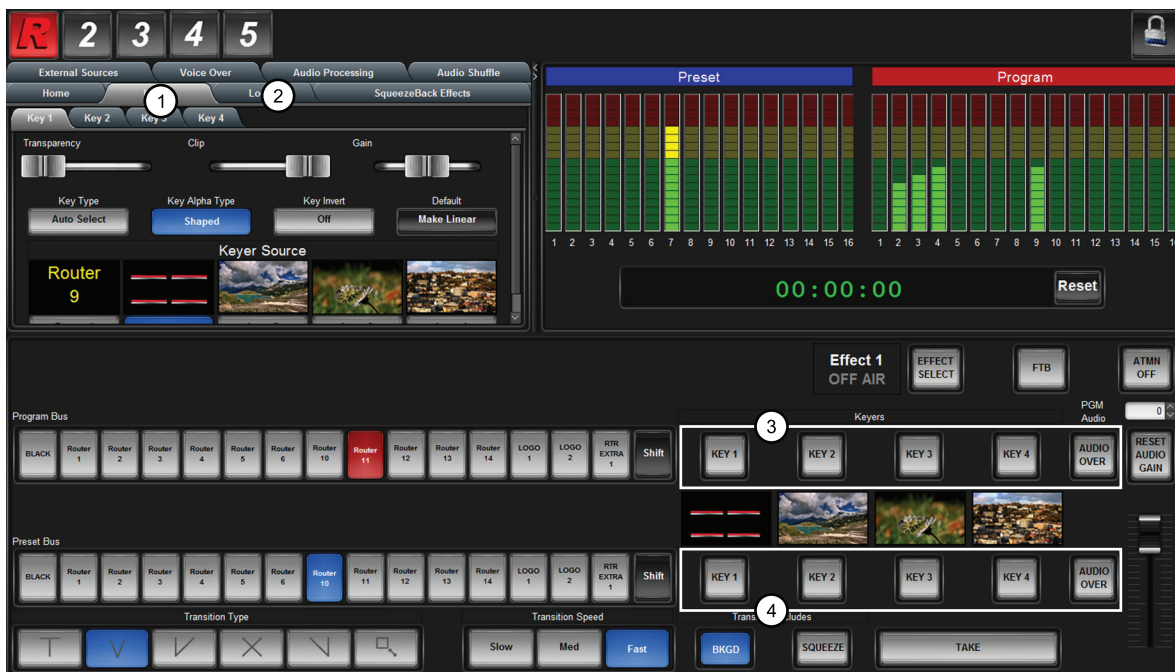 R 2 3 4 5
External Sources Voice Over Audio Processing Audio Shuffle
Home 1 Lo 2 SqueezeBack Effects
Key 1 Key 2 Key 3 Key 4
Transparency Clip Gain
Key Type Key Alpha Type Key Invert Default
Auto Select Shaped Off Make Linear
Keyer Source
Router
9
Preset Program
1 2 3 4 5 6 7 8 9 10 11 12 13 14 15 16 1 2 3 4 5 6 7 8 9 10 11 12 13 14 15
00:00:00 Reset
Effect 1
OFF AIR
EFFECT
SELECT
FTB
ATMN
OFF
Program Bus
Keyers
PGM
Audio
0
3
BLACK Router 1 Router 2 Router 3 Router 4 Router 5 Router 6 Router 10 Router 11 Router 12 Router 13 Router 14 LOGO 1 LOGO 2 RTR EXTRA 1 Shift
KEY 1 KEY 2 KEY 3 KEY 4 AUDIO OVER
RESET
AUDIO
GAIN
Preset Bus
BLACK Router 1 Router 2 Router 3 Router 4 Router 5 Router 6 Router 10 Router 11 Router 12 Router 13 Router 14 LOGO 1 LOGO 2 RTR EXTRA 1 Shift
KEY 1 KEY 2 KEY 3 KEY 4 AUDIO OVER
4
Transition Type Transition Speed
Slow Med Fast BKGD SQUEEZE TAKE